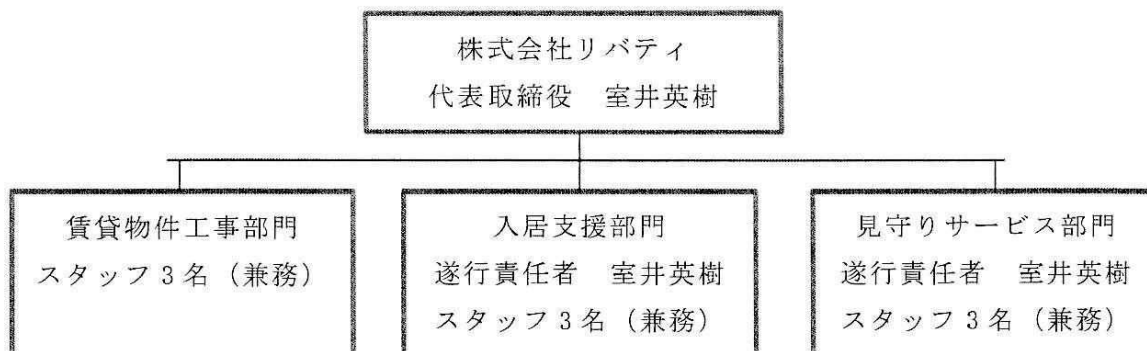 株式会社リバティ
代表取締役　室井英樹
賃貸物件工事部門
スタッフ3名（兼務）
入居支援部門
遂行責任者　室井英樹
スタッフ3名（兼務）
見守りサービス部門
遂行責任者　室井英樹
スタッフ3名（兼務）